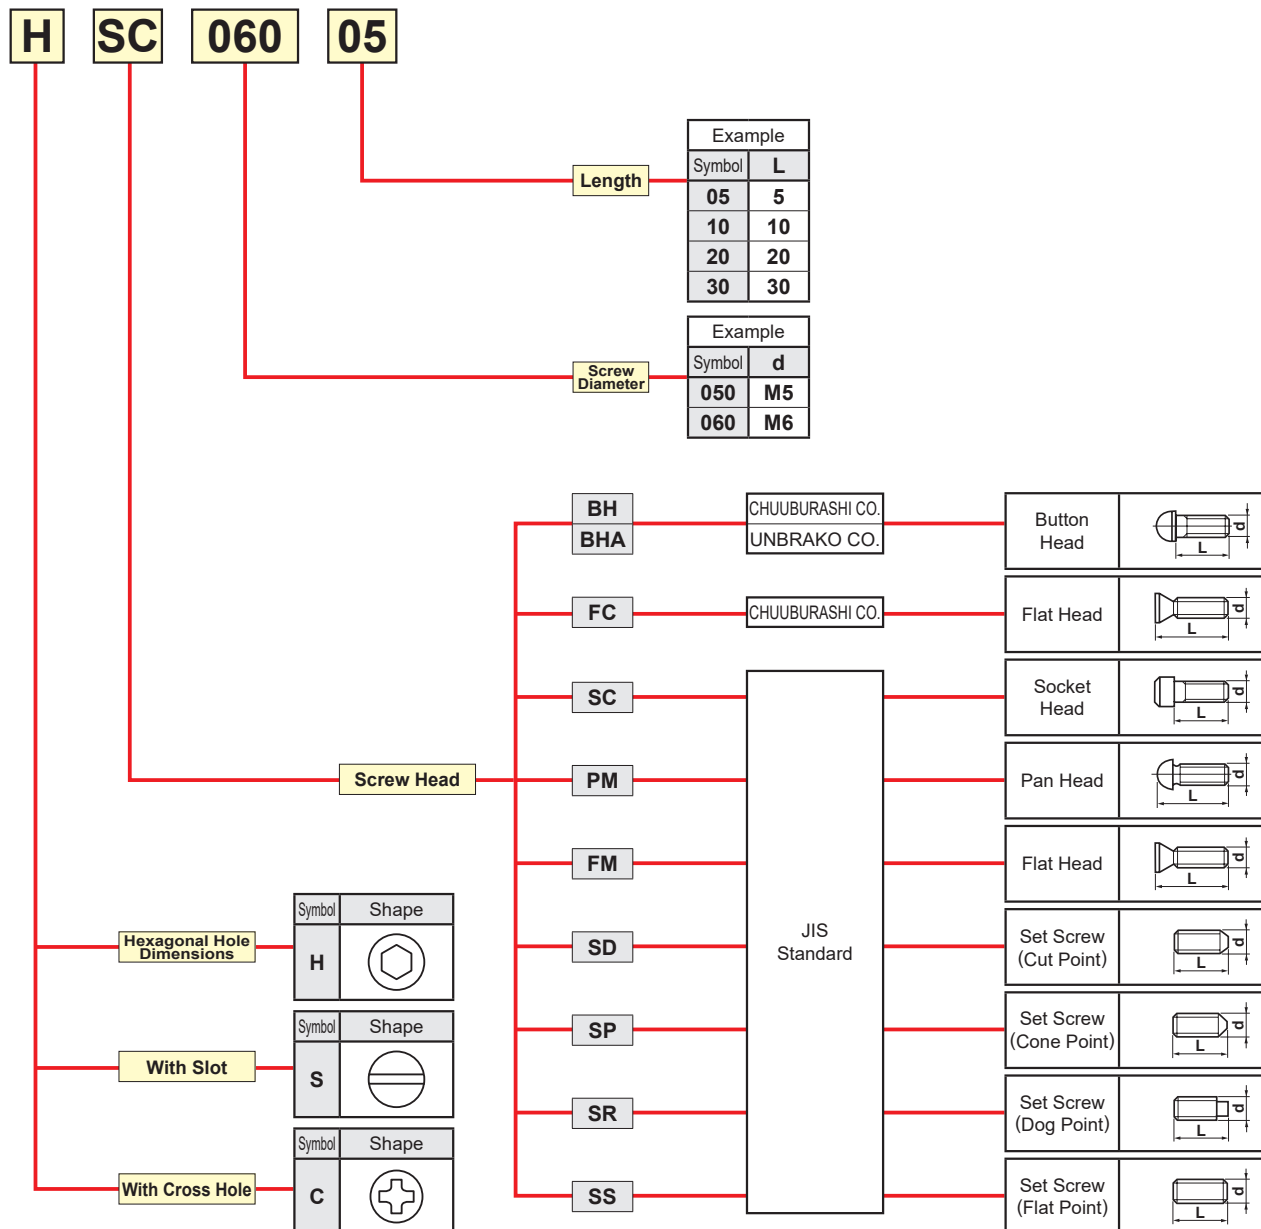 H SC 060 05
Example
Symbol L
Length
05 5
10 10
20 20
30 30
Example
Symbol d
Screw
Diameter
050 M5
060 M6
BH CHUUBURASHI CO.
BHA UNBRAKO CO.
Button
Head
L d
FC CHUUBURASHI CO. Flat Head
L d
SC
Socket
Head
L d
Screw Head PM Pan Head
L d
FM Flat Head
L d
JIS
Standard
SD
Set Screw
(Cut Point)
L d
SP
Set Screw
(Cone Point)
L d
SR
Set Screw
(Dog Point)
L d
SS
Set Screw
(Flat Point)
L d
Symbol Shape
Hexagonal Hole
Dimensions
H
Symbol Shape
With Slot
S
Symbol Shape
With Cross Hole
C